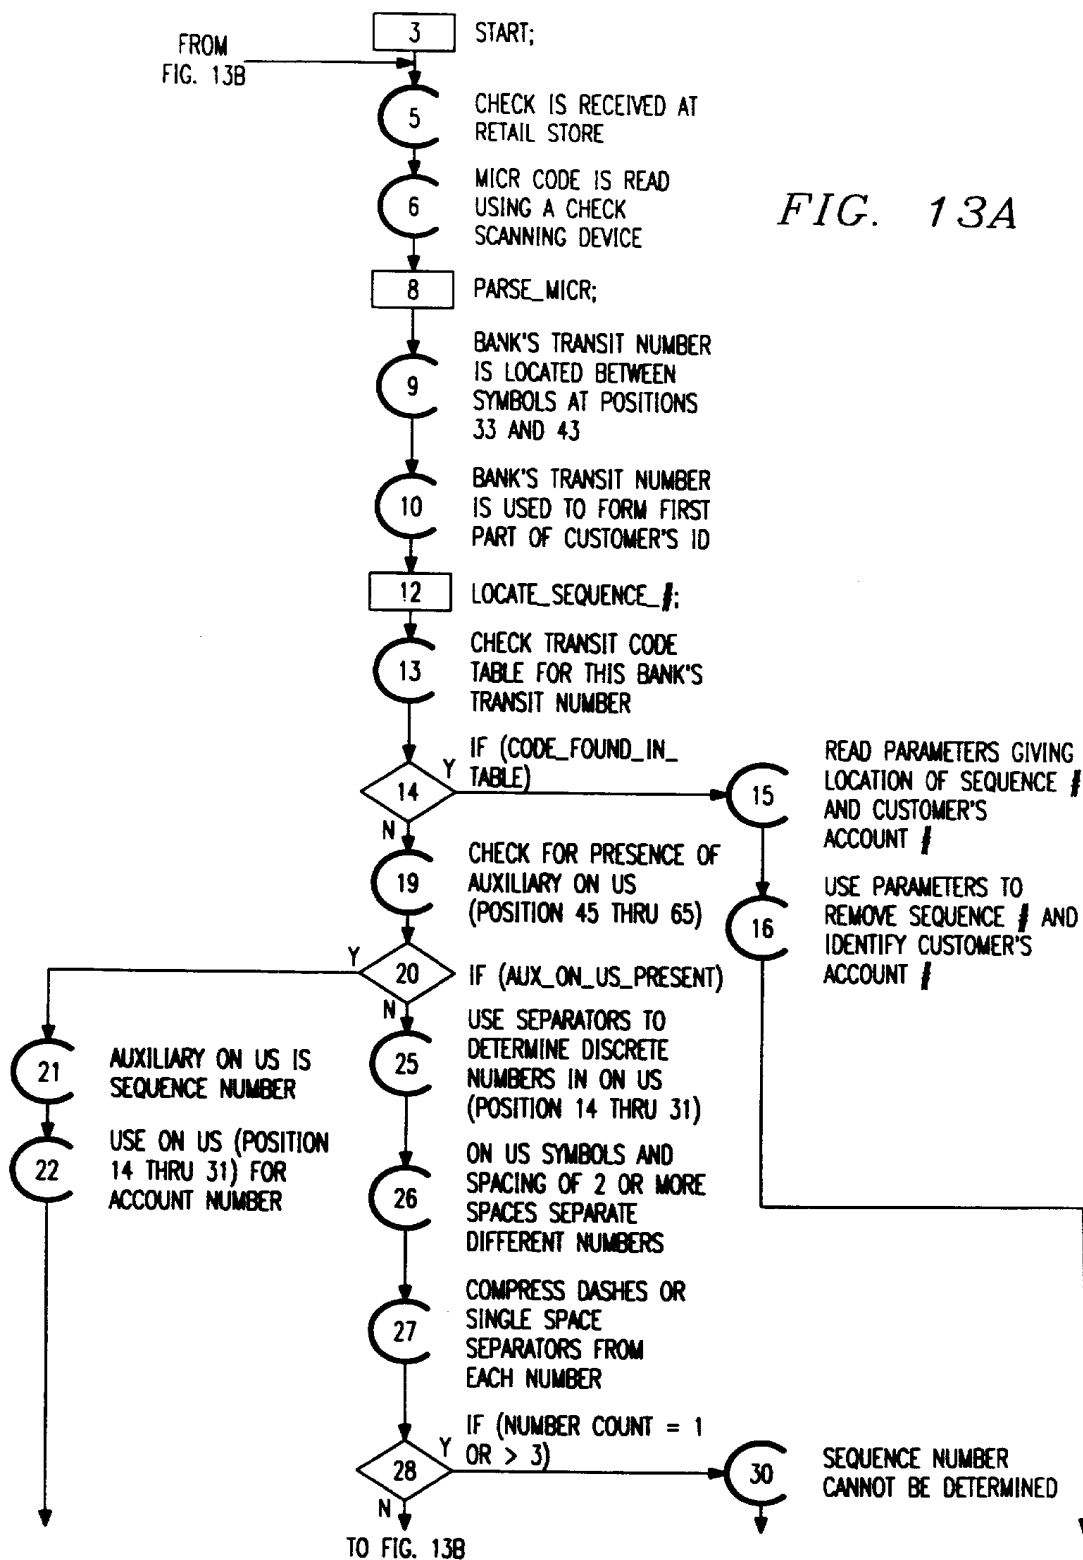 3 START;
FROM
FIG. 13B
5 CHECK IS RECEIVED AT
RETAIL STORE
6 MICR CODE IS READ
USING A CHECK
SCANNING DEVICE
FIG. 13A
8 PARSE_MICR;
9 BANK'S TRANSIT NUMBER
IS LOCATED BETWEEN
SYMBOLS AT POSITIONS
33 AND 43
10 BANK'S TRANSIT NUMBER
IS USED TO FORM FIRST
PART OF CUSTOMER'S ID
12 LOCATE_SEQUENCE_#;
13 CHECK TRANSIT CODE
TABLE FOR THIS BANK'S
TRANSIT NUMBER
14 Y IF (CODE_FOUND_IN_
TABLE)
N
15 READ PARAMETERS GIVING
LOCATION OF SEQUENCE #
AND CUSTOMER'S
ACCOUNT #
16 USE PARAMETERS TO
REMOVE SEQUENCE # AND
IDENTIFY CUSTOMER'S
ACCOUNT #
19 CHECK FOR PRESENCE OF
AUXILIARY ON US
(POSITION 45 THRU 65)
Y 20 IF (AUX_ON_US_PRESENT)
N
21 AUXILIARY ON US IS
SEQUENCE NUMBER
22 USE ON US (POSITION
14 THRU 31) FOR
ACCOUNT NUMBER
25 USE SEPARATORS TO
DETERMINE DISCRETE
NUMBERS IN ON US
(POSITION 14 THRU 31)
26 ON US SYMBOLS AND
SPACING OF 2 OR MORE
SPACES SEPARATE
DIFFERENT NUMBERS
27 COMPRESS DASHES OR
SINGLE SPACE
SEPARATORS FROM
EACH NUMBER
28 Y IF (NUMBER COUNT = 1
OR > 3)
N
30 SEQUENCE NUMBER
CANNOT BE DETERMINED
TO FIG. 13B